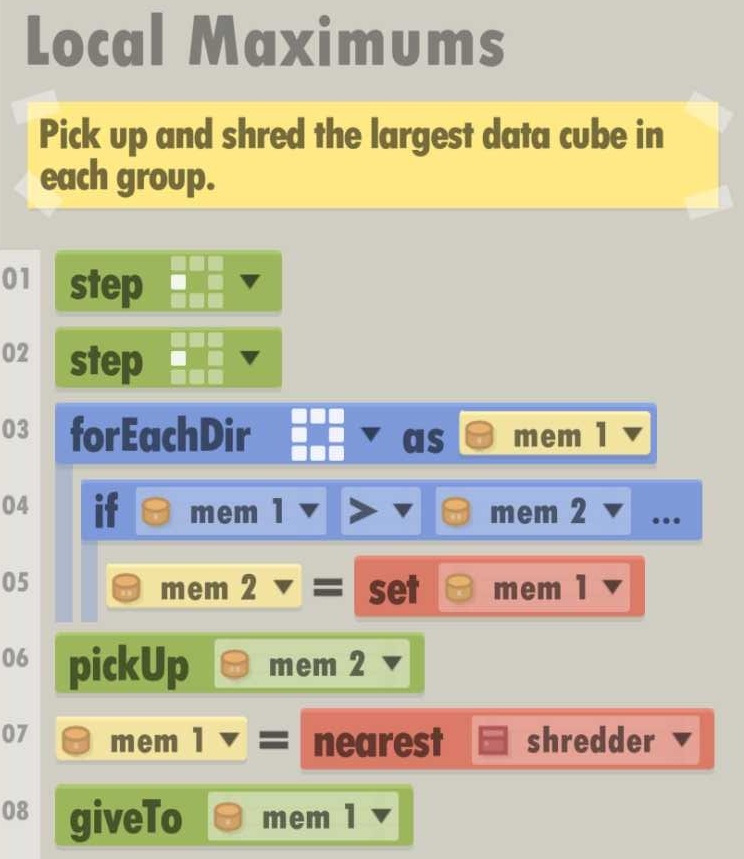 Local Maximums
Pick up and shred the largest data cube in
each group.
01 step
02 step
03 forEachDir as mem 1
04 if mem 1 > mem 2 ...
05 mem 2 = set mem 1
06 pickUp mem 2
07 mem 1 = nearest shredder
08 giveTo mem 1